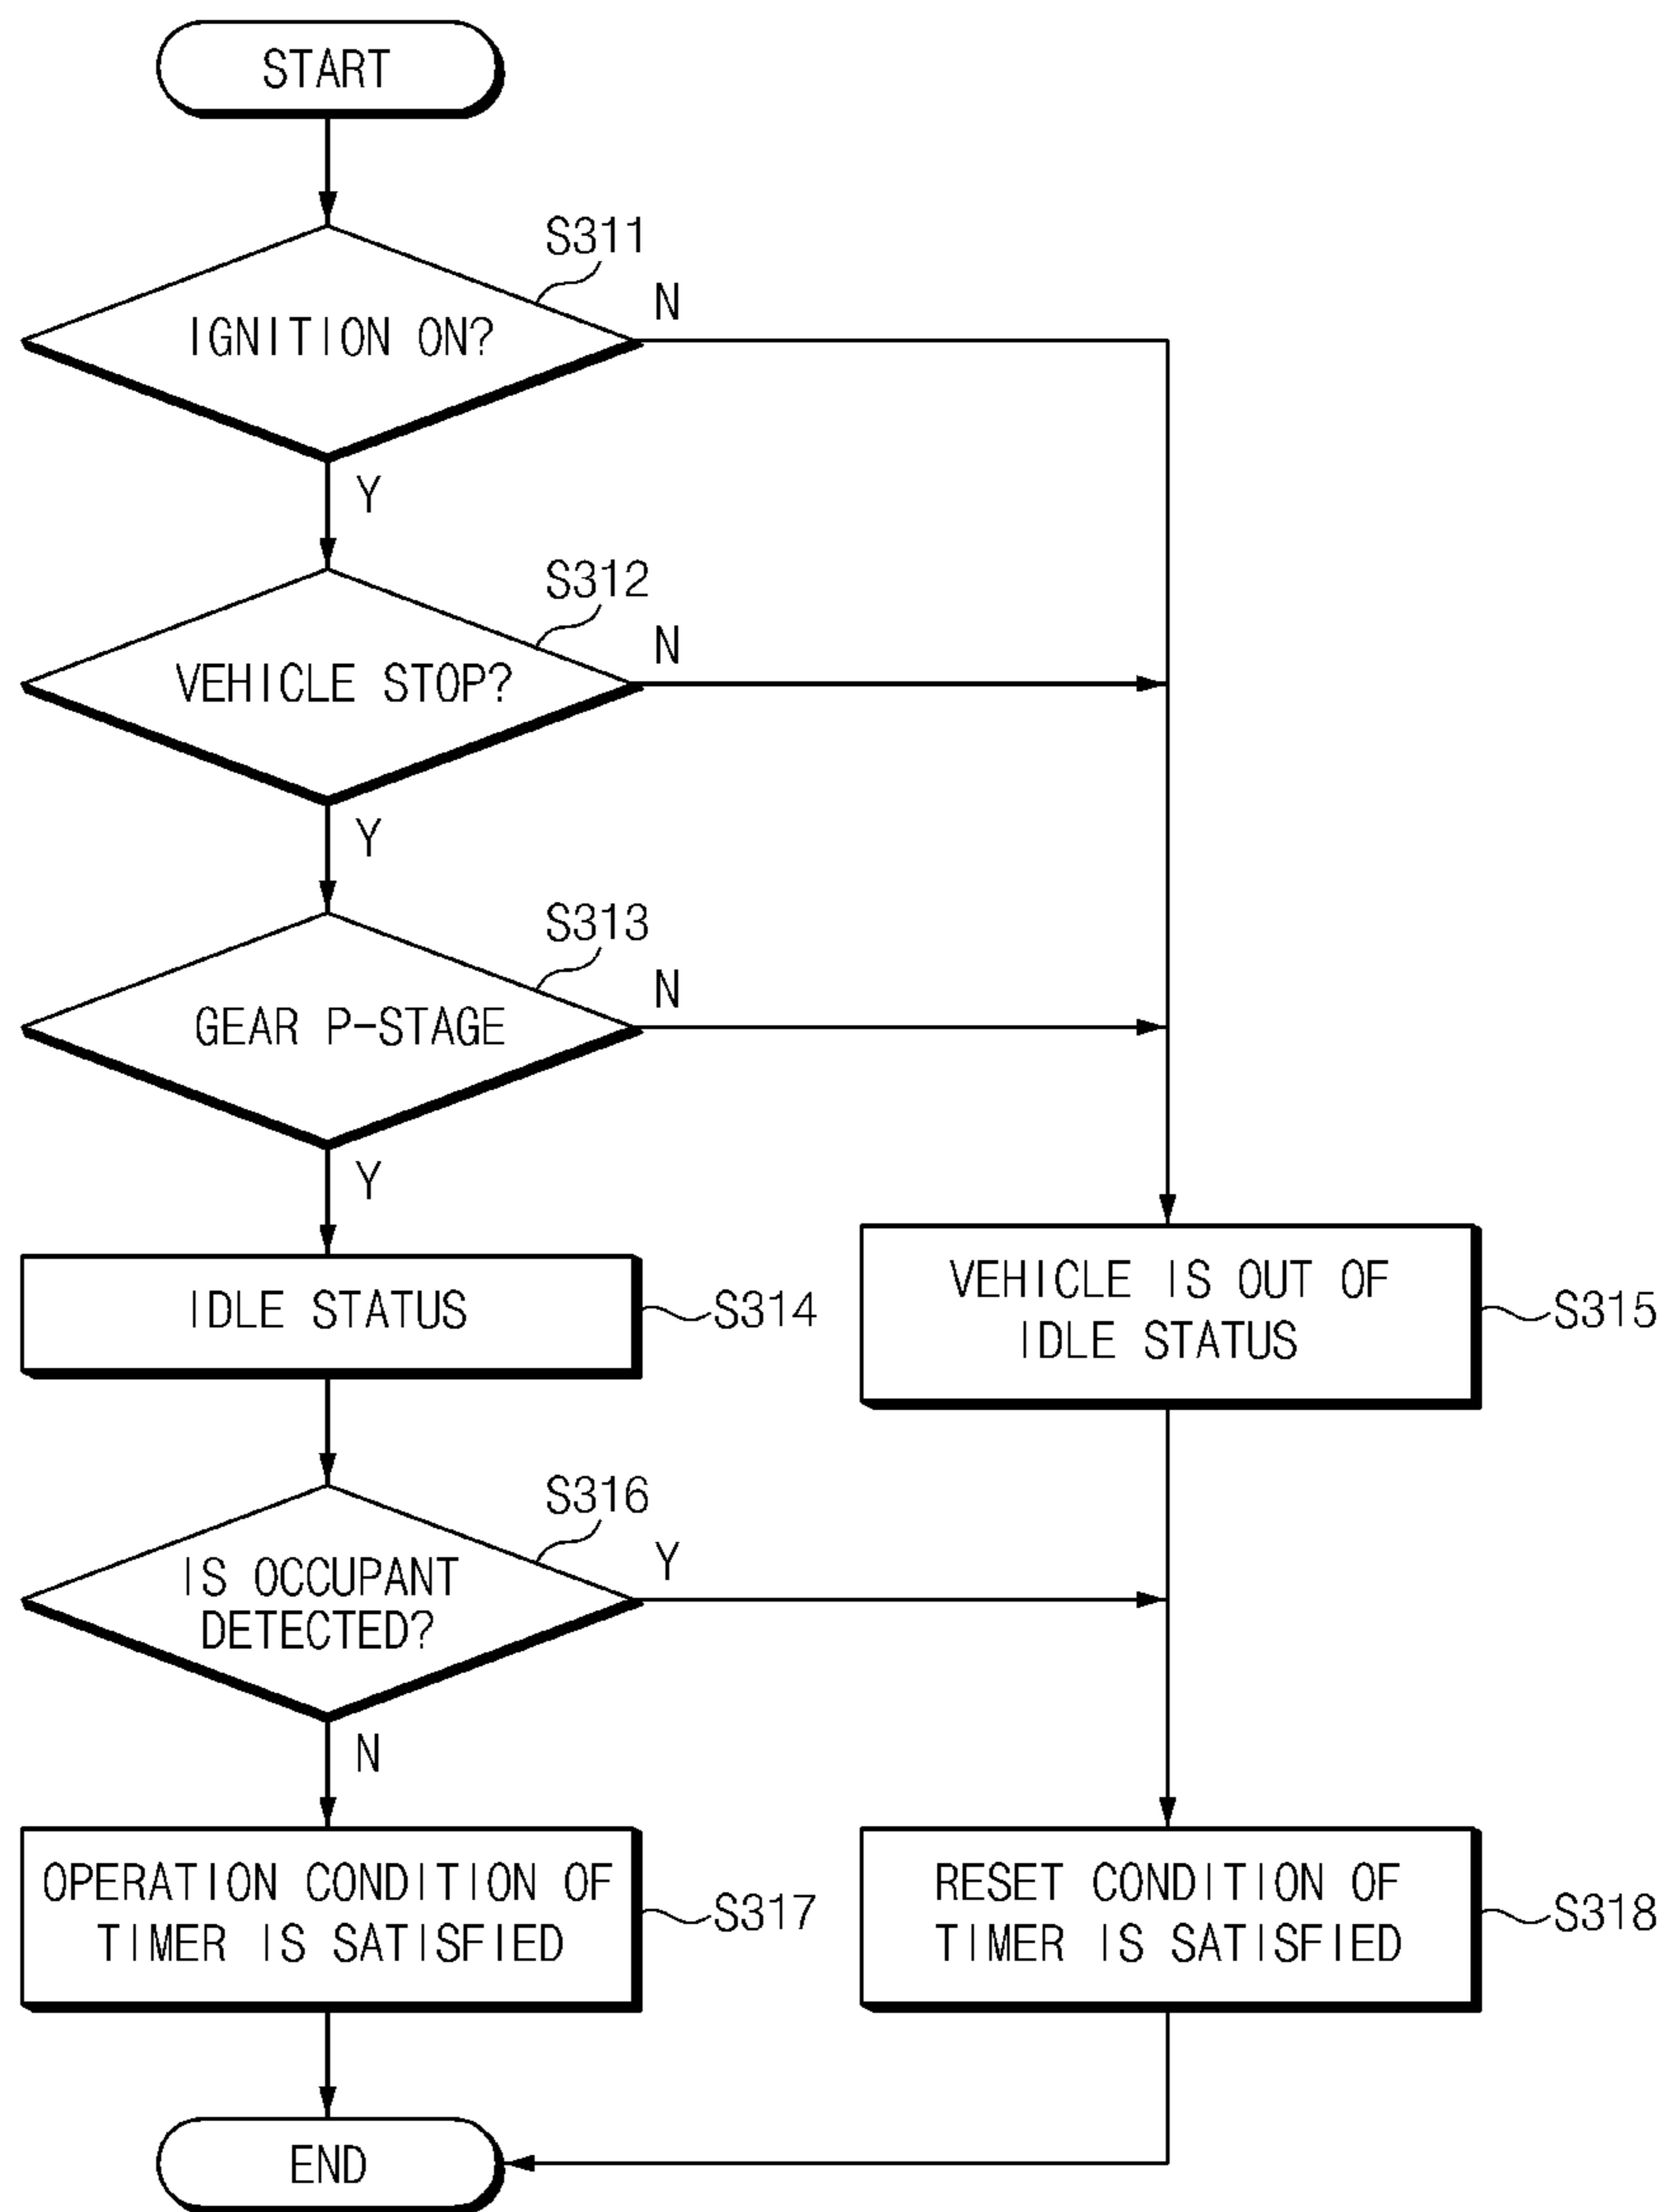 START
S311
IGNITION ON?
N
Y
S312
VEHICLE STOP?
N
Y
S313
GEAR P-STAGE
N
Y
IDLE STATUS
S314
VEHICLE IS OUT OF
IDLE STATUS
S315
S316
IS OCCUPANT
DETECTED?
Y
N
OPERATION CONDITION OF
TIMER IS SATISFIED
S317
RESET CONDITION OF
TIMER IS SATISFIED
S318
END